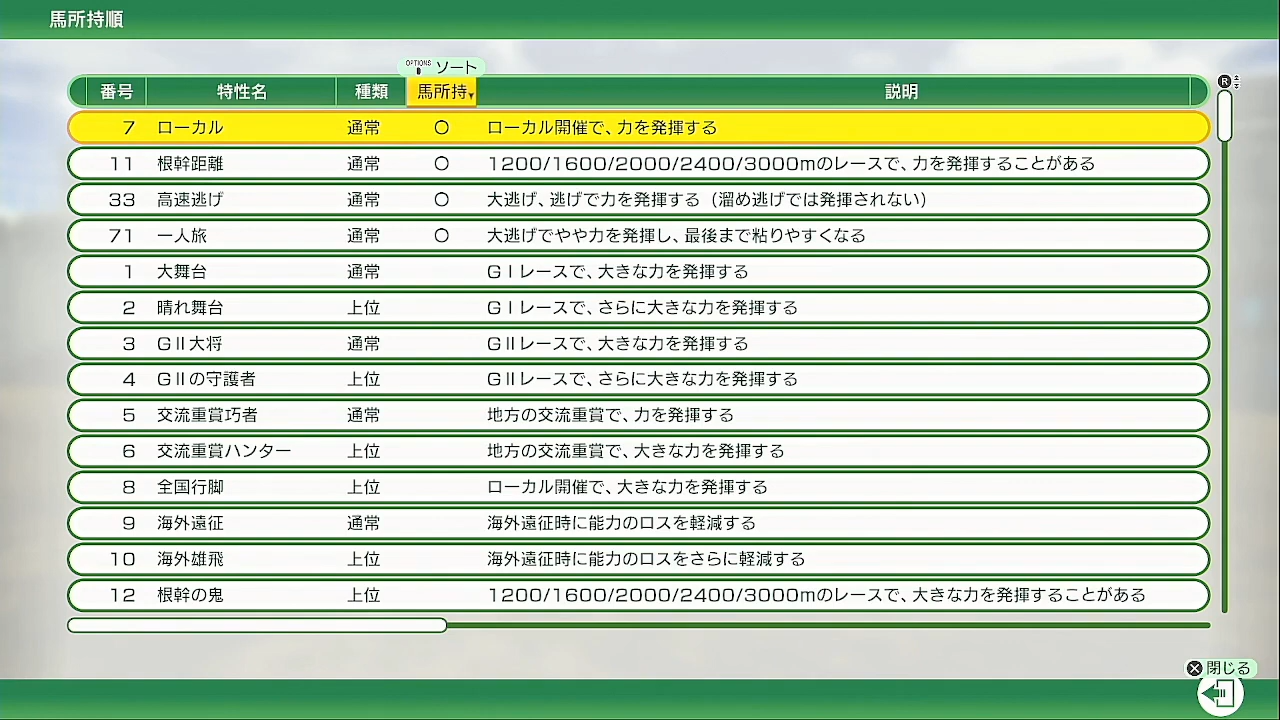 馬所持順
OPTIONS ソート
番号 特性名 種類 馬所持▼ 説明 R
7 ローカル 通常 ○ ローカル開催で、力を発揮する
11 根幹距離 通常 ○ 1200/1600/2000/2400/3000mのレースで、力を発揮することがある
33 高速逃げ 通常 ○ 大逃げ、逃げで力を発揮する（溜め逃げでは発揮されない）
71 一人旅 通常 ○ 大逃げでやや力を発揮し、最後まで粘りやすくなる
1 大舞台 通常 GⅠレースで、大きな力を発揮する
2 晴れ舞台 上位 GⅠレースで、さらに大きな力を発揮する
3 GⅡ大将 通常 GⅡレースで、大きな力を発揮する
4 GⅡの守護者 上位 GⅡレースで、さらに大きな力を発揮する
5 交流重賞巧者 通常 地方の交流重賞で、力を発揮する
6 交流重賞ハンター 上位 地方の交流重賞で、大きな力を発揮する
8 全国行脚 上位 ローカル開催で、大きな力を発揮する
9 海外遠征 通常 海外遠征時に能力のロスを軽減する
10 海外雄飛 上位 海外遠征時に能力のロスをさらに軽減する
12 根幹の鬼 上位 1200/1600/2000/2400/3000mのレースで、大きな力を発揮することがある
閉じる